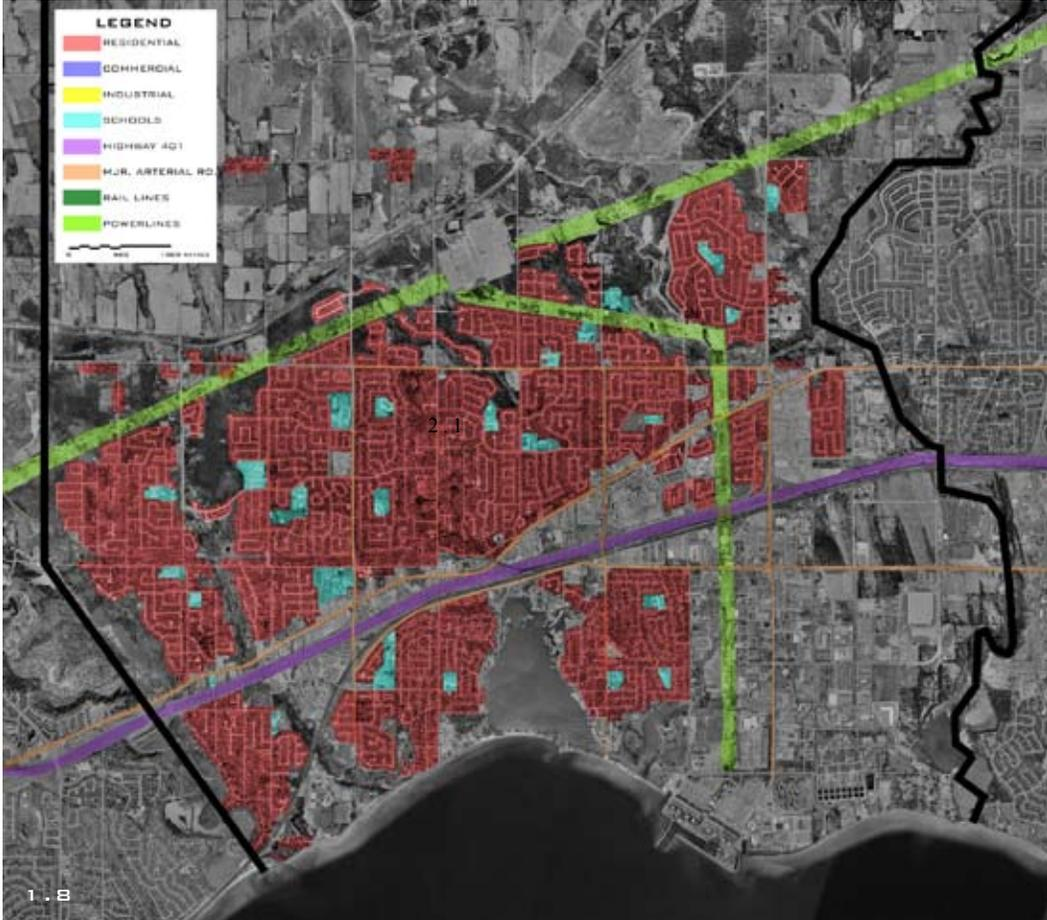 LEGEND
RESIDENTIAL
COMMERCIAL
INDUSTRIAL
SCHOOLS
HIGHWAY 401
MJR. ARTERIAL RD.
RAIL LINES
POWERLINES
2.1
1.8